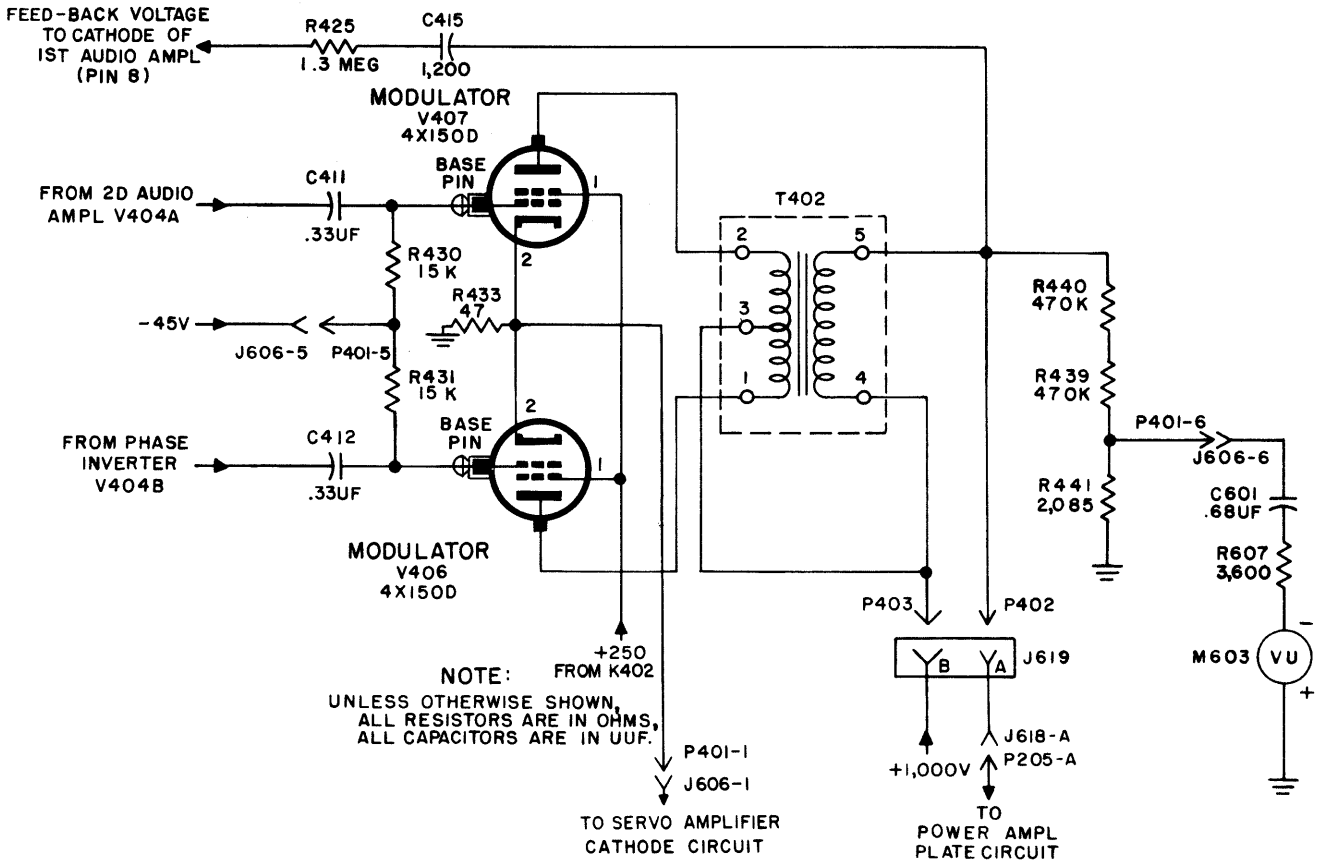 FEED-BACK VOLTAGE
TO CATHODE OF
1ST AUDIO AMPL
(PIN 8)
R425
1.3 MEG
C415
1,200
MODULATOR
V407
4X150D
BASE
PIN
1
2
FROM 2D AUDIO
AMPL V404A
C411
.33UF
R430
15K
R433
47
-45V
J606-5
P401-5
R431
15K
FROM PHASE
INVERTER
V404B
C412
.33UF
BASE
PIN
2
1
MODULATOR
V406
4X150D
+250
FROM K402
NOTE:
UNLESS OTHERWISE SHOWN,
ALL RESISTORS ARE IN OHMS,
ALL CAPACITORS ARE IN UUF.
P401-1
J606-1
TO SERVO AMPLIFIER
CATHODE CIRCUIT
T402
2
5
3
1
4
R440
470K
R439
470K
P401-6
J606-6
R441
2,085
C601
.68UF
R607
3,600
P403
P402
B
A
J619
M603
VU
-
+
+1,000V
J618-A
P205-A
TO
POWER AMPL
PLATE CIRCUIT